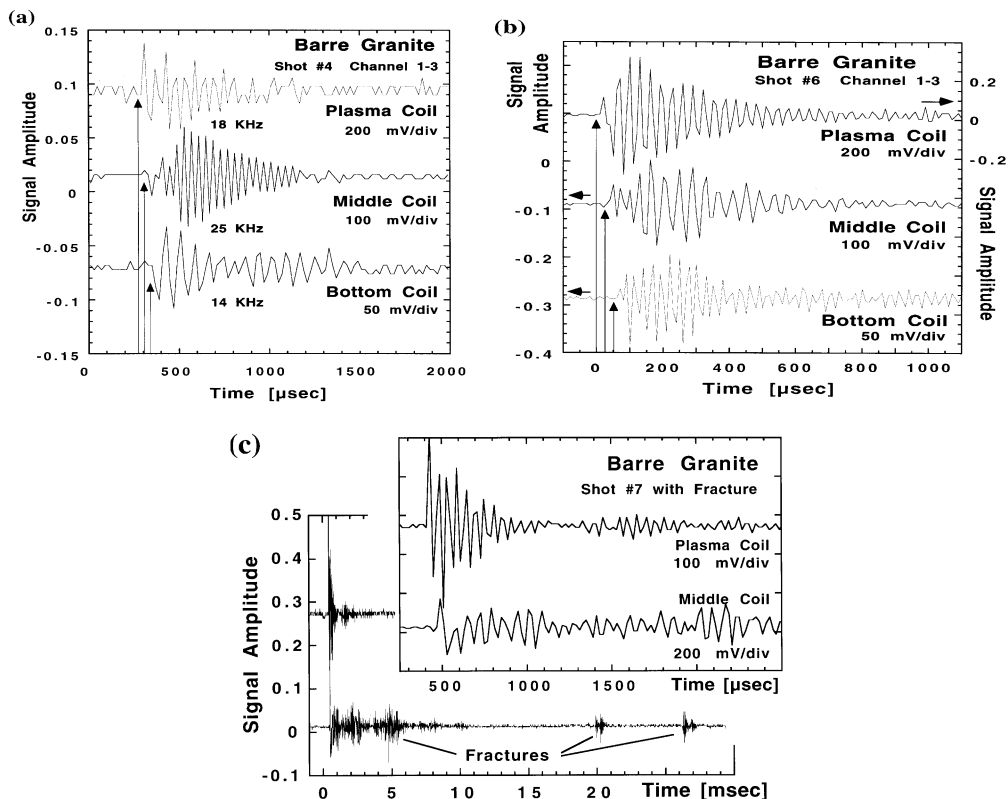 (a)
0.15
0.1
0.05
0
-0.05
-0.1
-0.15
Signal Amplitude
Barre Granite
Shot #4 Channel 1-3
Plasma Coil
200 mV/div
18 KHz
Middle Coil
100 mV/div
25 KHz
Bottom Coil
50 mV/div
14 KHz
0 500 1000 1500 2000
Time [µsec]
(b)
Signal
Amplitude
0
-0.1
-0.2
-0.3
-0.4
Barre Granite
Shot #6 Channel 1-3
Plasma Coil
200 mV/div
Middle Coil
100 mV/div
Bottom Coil
50 mV/div
0.2
0
-0.2
Signal Amplitude
0 200 400 600 800 1000
Time [µsec]
(c)
Barre Granite
Shot #7 with Fracture
Plasma Coil
100 mV/div
Middle Coil
200 mV/div
500 1000 1500 Time [µsec]
0.5
0.4
0.3
0.2
0.1
0
-0.1
Signal Amplitude
Fractures
0 5 10 15 20 Time [msec]